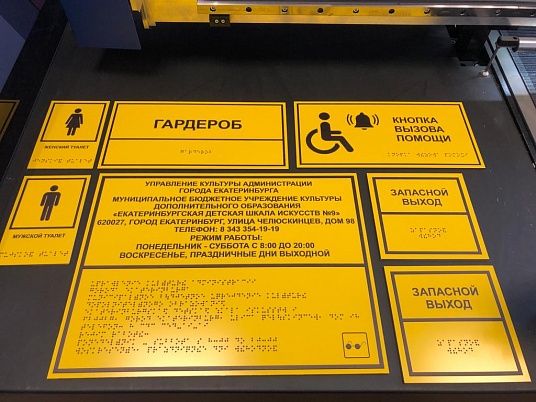 ЖЕНСКИЙ ТУАЛЕТ
ГАРДЕРОБ
КНОПКА
ВЫЗОВА
ПОМОЩИ
МУЖСКОЙ ТУАЛЕТ
УПРАВЛЕНИЕ КУЛЬТУРЫ АДМИНИСТРАЦИИ
ГОРОДА ЕКАТЕРИНБУРГА
МУНИЦИПАЛЬНОЕ БЮДЖЕТНОЕ УЧРЕЖДЕНИЕ КУЛЬТУРЫ
ДОПОЛНИТЕЛЬНОГО ОБРАЗОВАНИЯ
«ЕКАТЕРИНБУРГСКАЯ ДЕТСКАЯ ШКАЛА ИСКУССТВ №9»
620027, ГОРОД ЕКАТЕРИНБУРГ, УЛИЦА ЧЕЛЮСКИНЦЕВ, ДОМ 98
ТЕЛЕФОН: 8 343 354-19-19
РЕЖИМ РАБОТЫ:
ПОНЕДЕЛЬНИК - СУББОТА С 8:00 ДО 20:00
ВОСКРЕСЕНЬЕ, ПРАЗДНИЧНЫЕ ДНИ ВЫХОДНОЙ
ЗАПАСНОЙ
ВЫХОД
ЗАПАСНОЙ
ВЫХОД